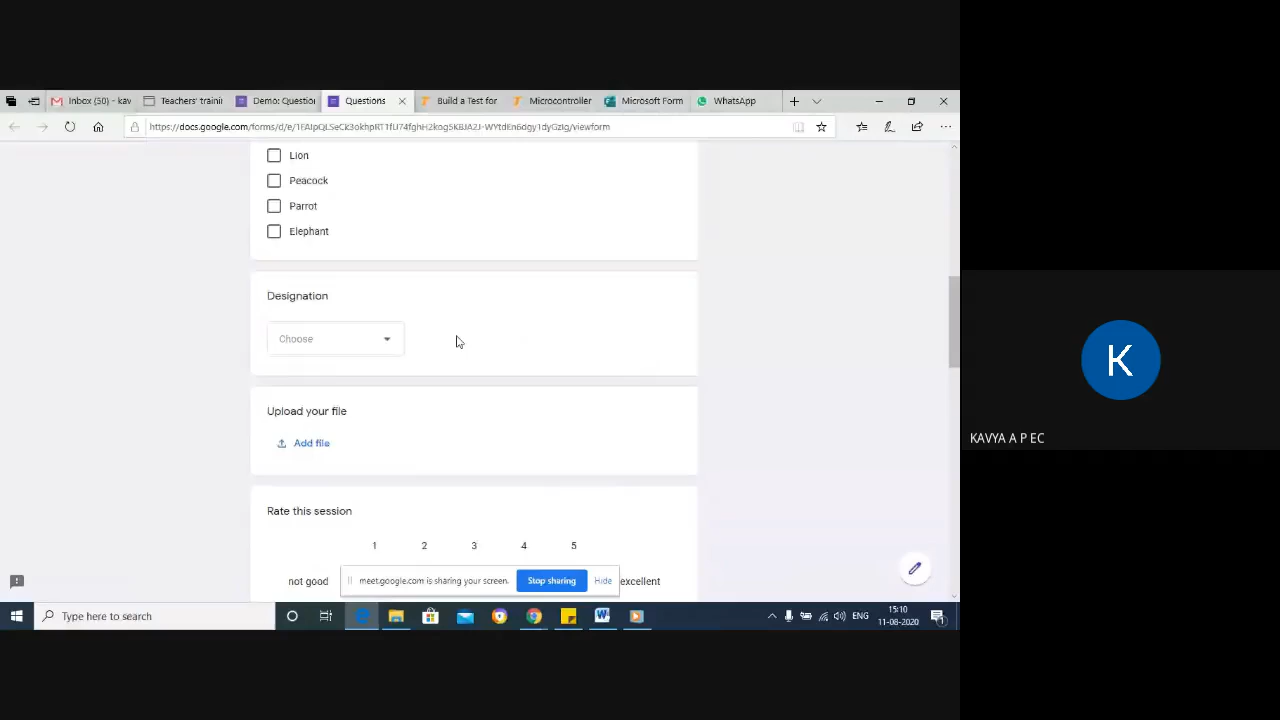 Inbox (50) - kav
Teachers' traini
Demo: Questio
Questions
Build a Test for
Microcontroller
Microsoft Form
WhatsApp
Lion
Peacock
Parrot
Elephant
Designation
Choose
Upload your file
Add file
Rate this session
1 2 3 4 5
not good
excellent
meet.google.com is sharing your screen.
Stop sharing
Hide
Type here to search
ENG
15:10
11-08-2020
K
KAVYA A P EC